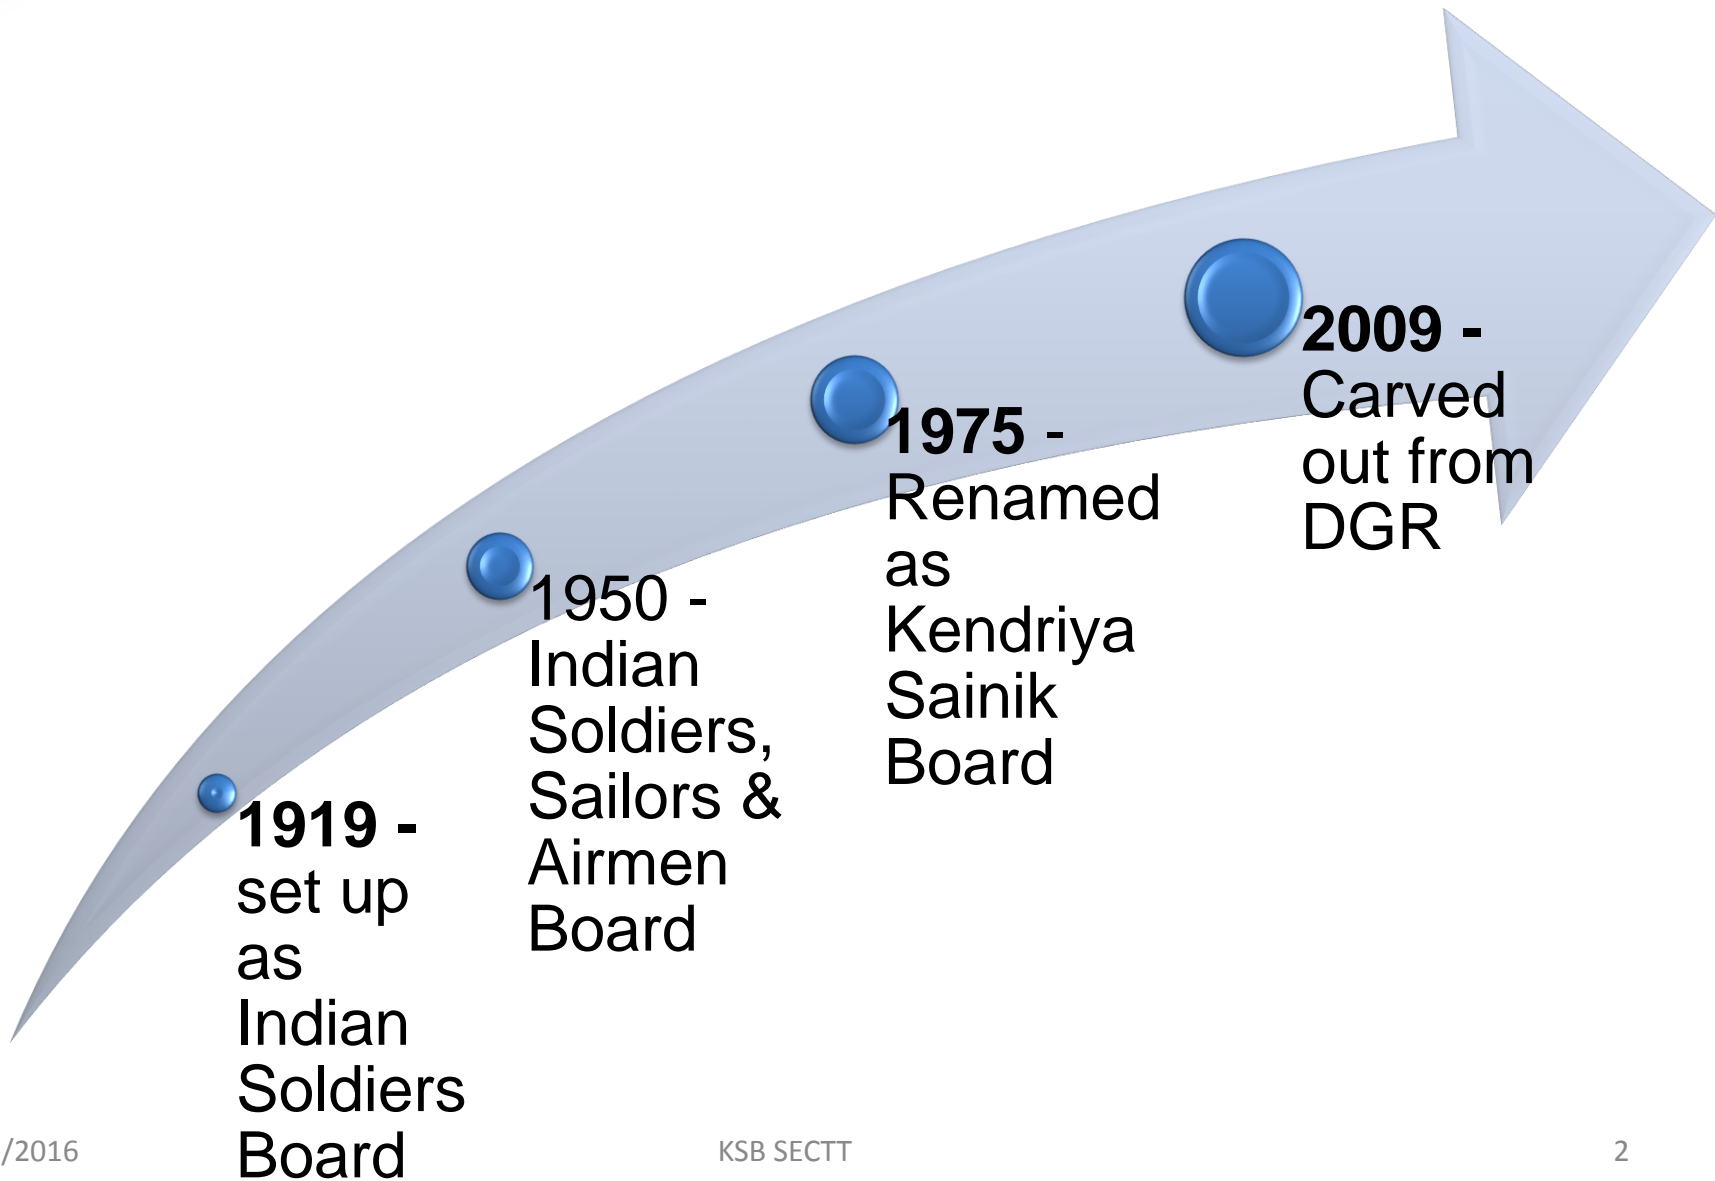 1919 -
set up
as
Indian
Soldiers
Board
1950 -
Indian
Soldiers,
Sailors &
Airmen
Board
1975 -
Renamed
as
Kendriya
Sainik
Board
2009 -
Carved
out from
DGR
/2016
KSB SECTT
2